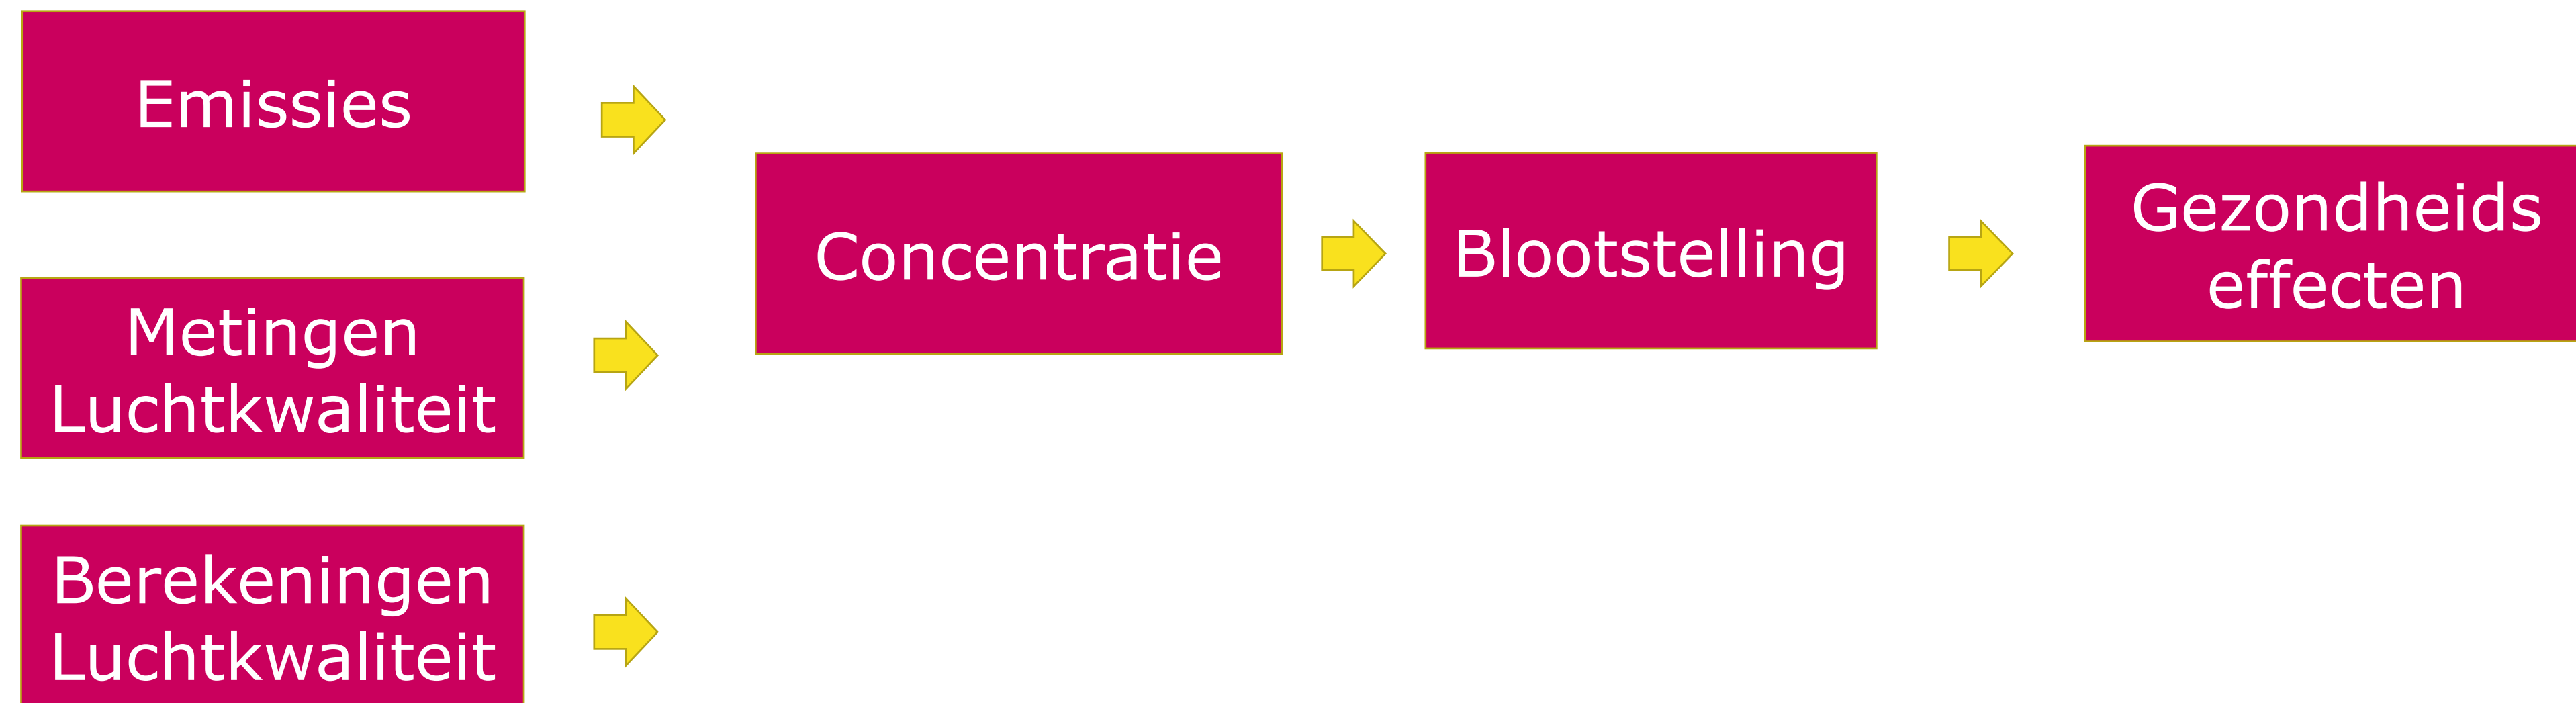 Emissies
Metingen
Luchtkwaliteit
Berekeningen
Luchtkwaliteit
Concentratie
Blootstelling
Gezondheids
effecten